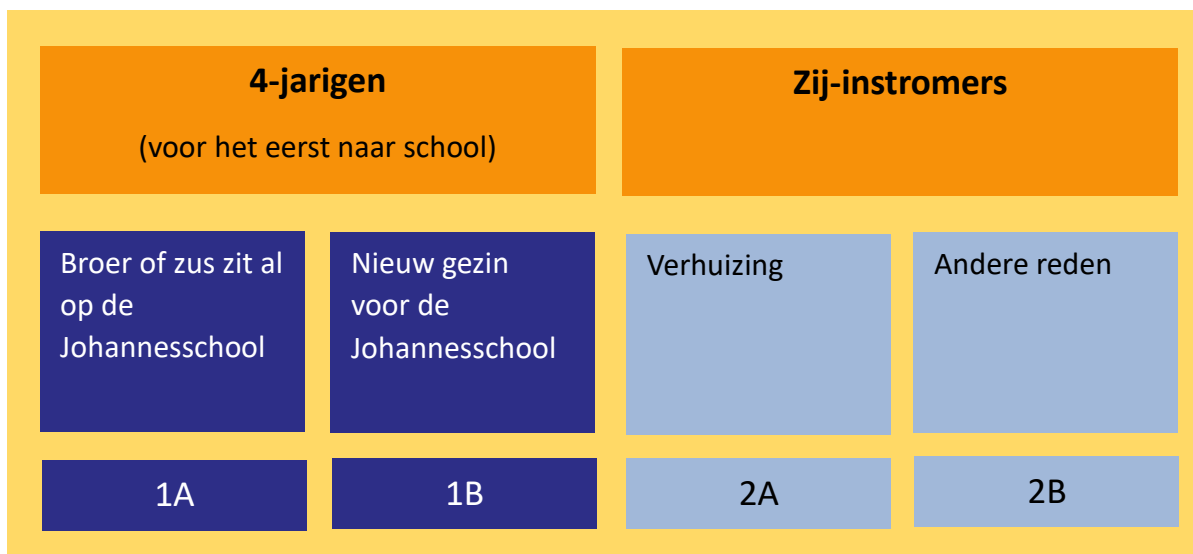 4-jarigen
(voor het eerst naar school)
Zij-instromers
Broer of zus zit al
op de
Johannesschool
Nieuw gezin
voor de
Johannesschool
Verhuizing
Andere reden
1A
1B
2A
2B